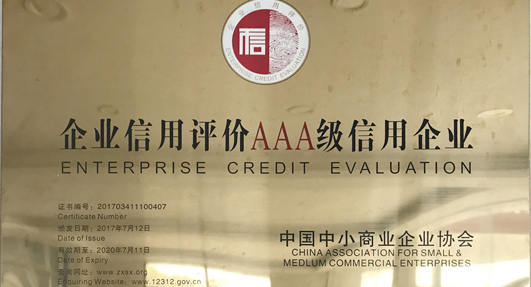 企业信用评价
信
ENTERPRISE CREDIT EVALUATION
企业信用评价AAA级信用企业
ENTERPRISE CREDIT EVALUATION
证书编号：201703411100407
Certificate Number
颁发日期：2017年7月12日
Date of Issue
有效期至：2020年7月11日
Date of Expiry
查询网址：www.zxsx.org
Enquiring Website：www.12312.gov.cn
中国中小商业企业协会
CHINA ASSOCIATION FOR SMALL &
MEDLUM COMMERCIAL ENTERPRISES